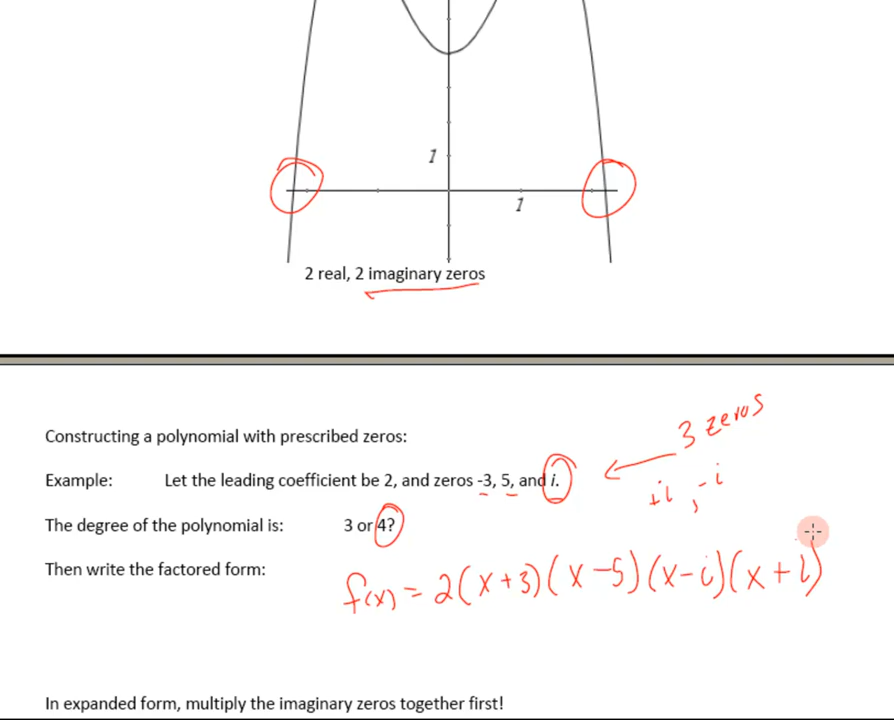 1
1
2 real, 2 imaginary zeros
3 zeros
Constructing a polynomial with prescribed zeros:
Example: Let the leading coefficient be 2, and zeros -3, 5, and i.
+i, -i
The degree of the polynomial is: 3 or 4?
Then write the factored form: f(x) = 2(x+3)(x-5)(x-i)(x+i)
In expanded form, multiply the imaginary zeros together first!